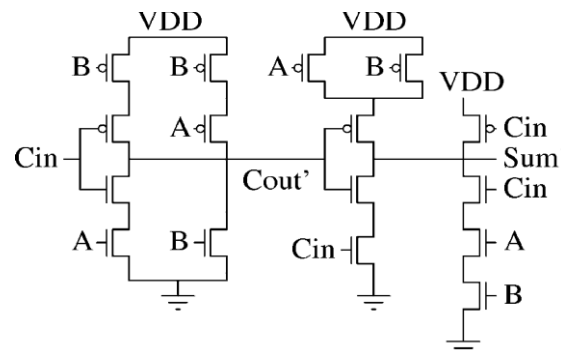 VDD VDD
B B A B VDD
A Cin
Cin Sum
Cout' Cin
A B Cin A
B